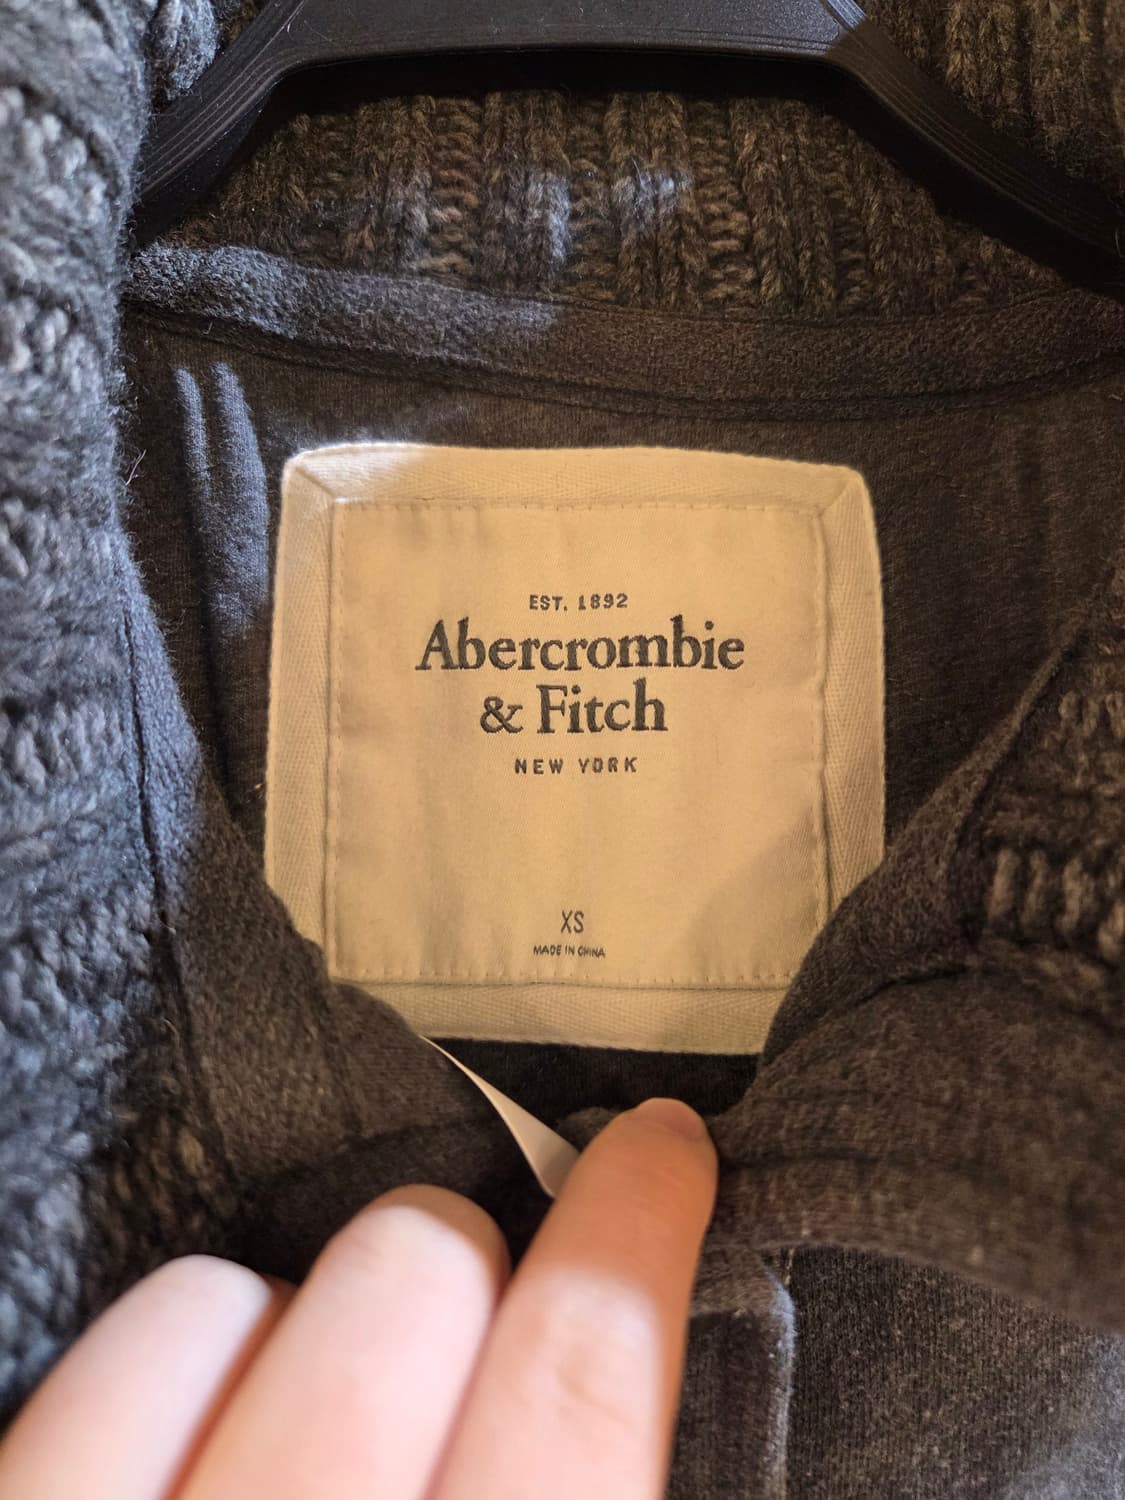 EST. 1892
Abercrombie
& Fitch
NEW YORK
XS
MADE IN CHINA